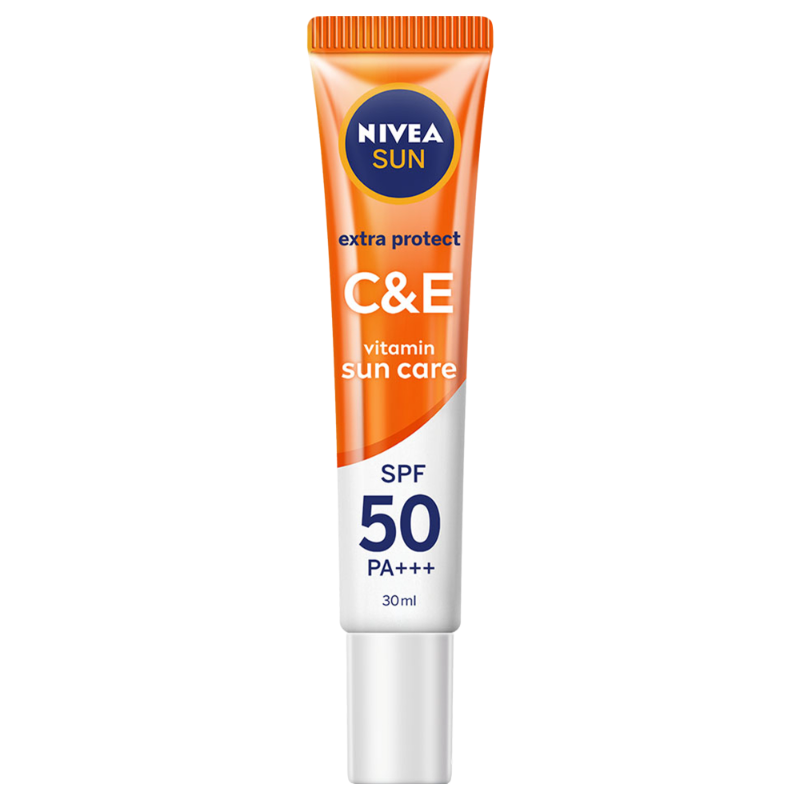 NIVEA
SUN
extra protect
C&E
vitamin
sun care
SPF
50
PA+++
30ml